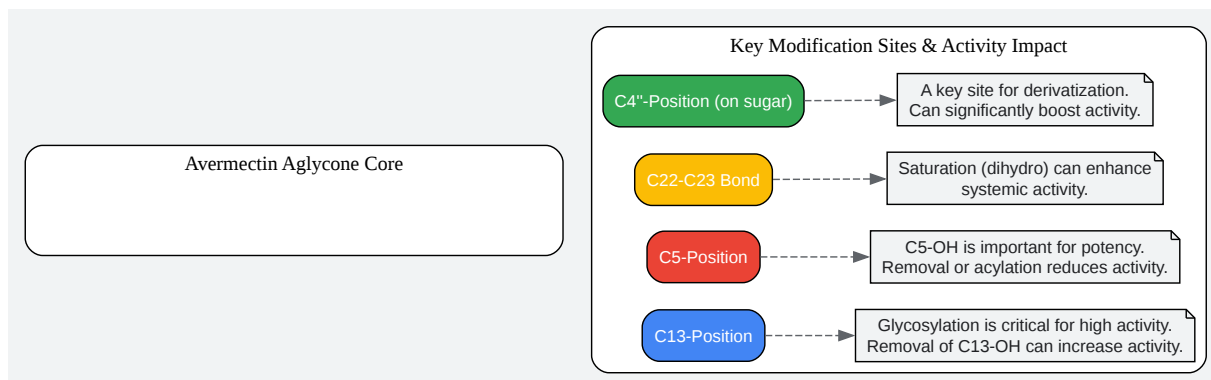 Avermectin Aglycone Core
Key Modification Sites & Activity Impact
C4"-Position (on sugar)
A key site for derivatization.
Can significantly boost activity.
C22-C23 Bond
Saturation (dihydro) can enhance
systemic activity.
C5-Position
C5-OH is important for potency.
Removal or acylation reduces activity.
C13-Position
Glycosylation is critical for high activity.
Removal of C13-OH can increase activity.